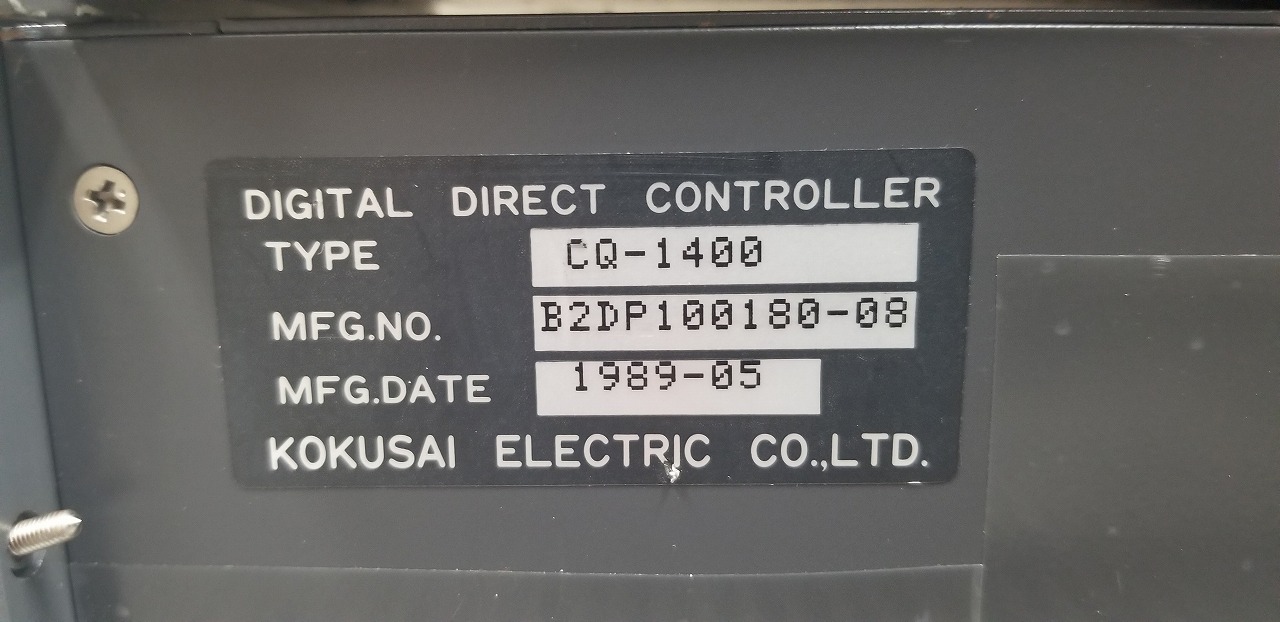 DIGITAL DIRECT CONTROLLER
TYPE CQ-1400
MFG.NO. B2DP100180-08
MFG.DATE 1989-05
KOKUSAI ELECTRIC CO.,LTD.